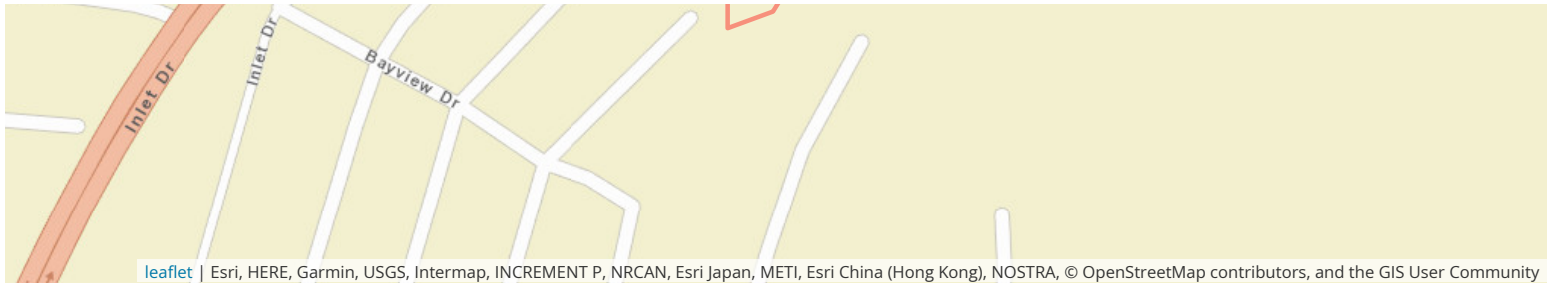 Inlet Dr
Inlet Dr
Bayview Dr
leaflet | Esri, HERE, Garmin, USGS, Intermap, INCREMENT P, NRCAN, Esri Japan, METI, Esri China (Hong Kong), NOSTRA, © OpenStreetMap contributors, and the GIS User Community